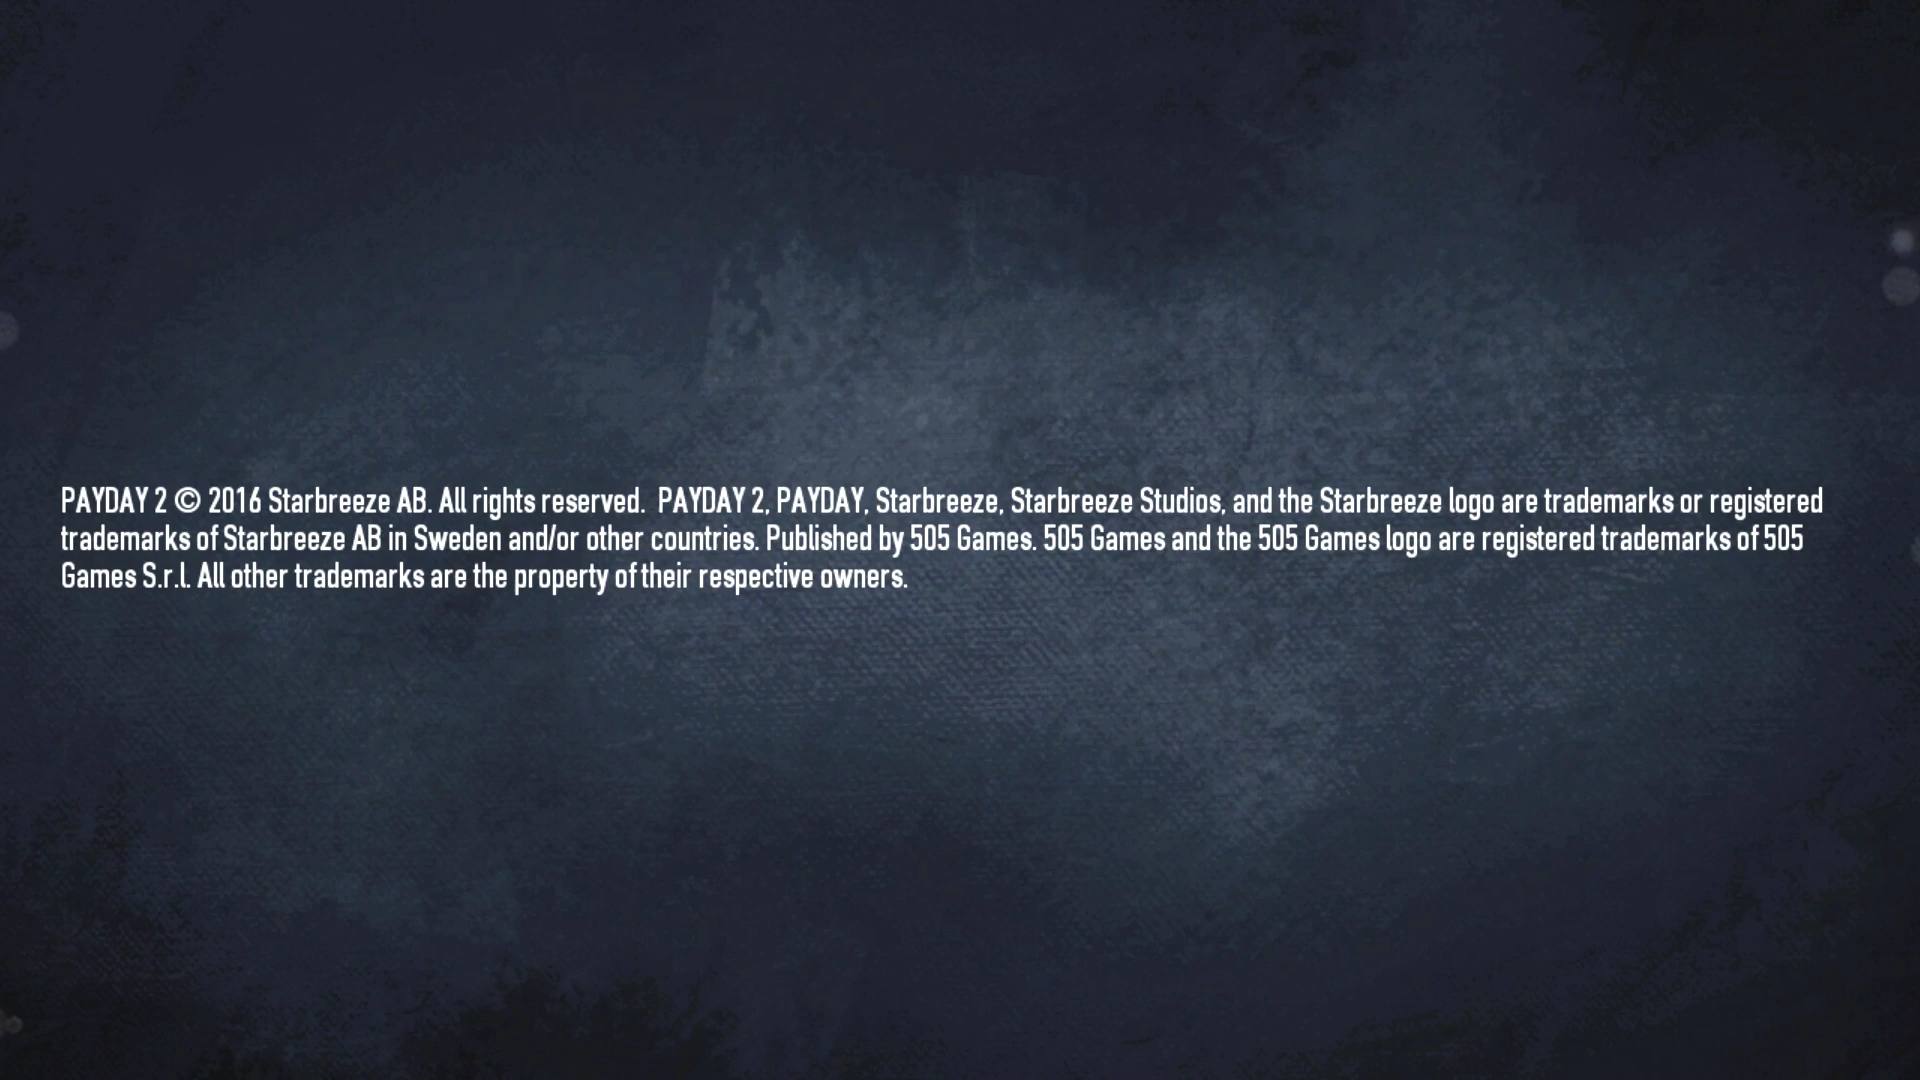 PAYDAY 2 © 2016 Starbreeze AB. All rights reserved.  PAYDAY 2, PAYDAY, Starbreeze, Starbreeze Studios, and the Starbreeze logo are trademarks or registered
trademarks of Starbreeze AB in Sweden and/or other countries. Published by 505 Games. 505 Games and the 505 Games logo are registered trademarks of 505
Games S.r.l. All other trademarks are the property of their respective owners.